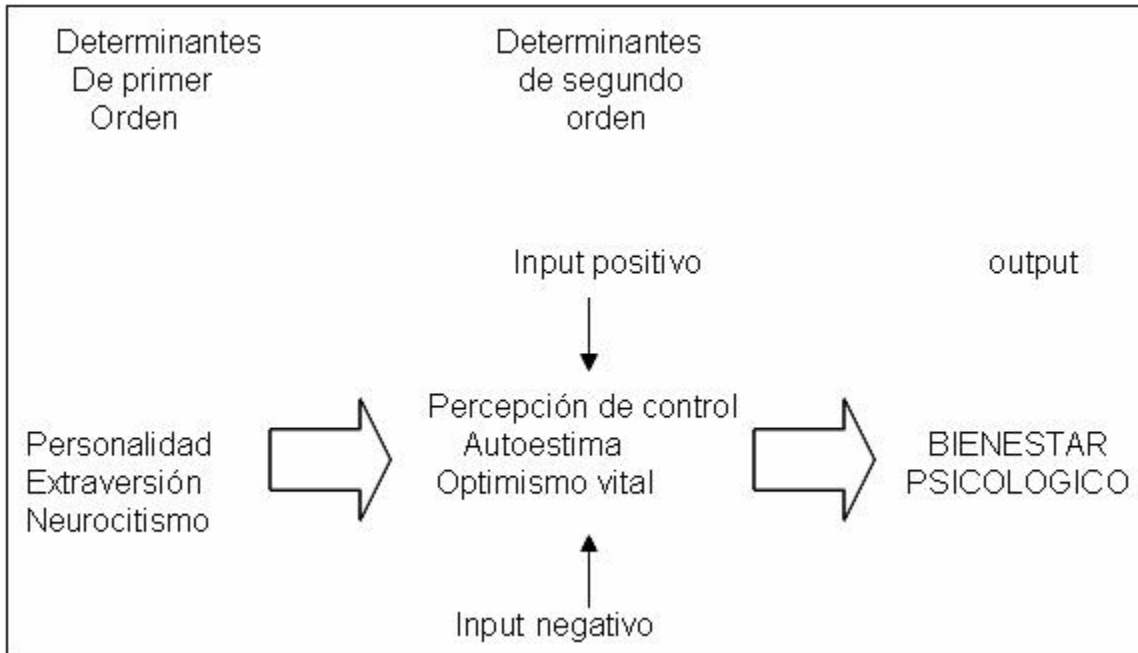 Determinantes
De primer
Orden
Determinantes
de segundo
orden
Input positivo
output
Personalidad
Extraversión
Neurocitismo
Percepción de control
Autoestima
Optimismo vital
BIENESTAR
PSICOLOGICO
Input negativo